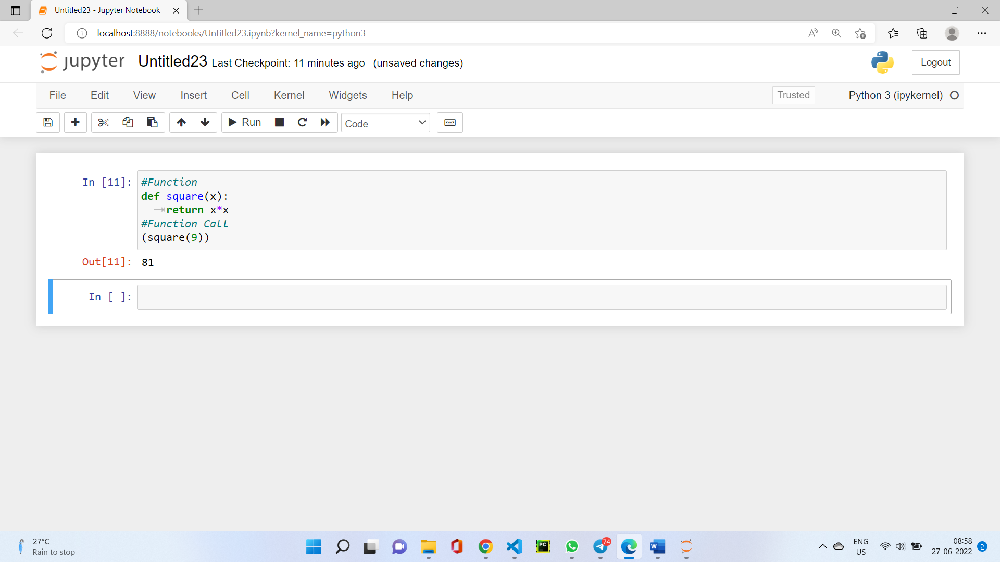 Untitled23 - Jupyter Notebook
localhost:8888/notebooks/Untitled23.ipynb?kernel_name=python3
jupyter Untitled23 Last Checkpoint: 11 minutes ago (unsaved changes)
Logout
File Edit View Insert Cell Kernel Widgets Help
Trusted
Python 3 (ipykernel)
Run
Code
In [11]:
#Function
def square(x):
return x*x
#Function Call
(square(9))
Out[11]: 81
In [ ]:
27°C
Rain to stop
PC
74
W
ENG
US
08:58
27-06-2022
2